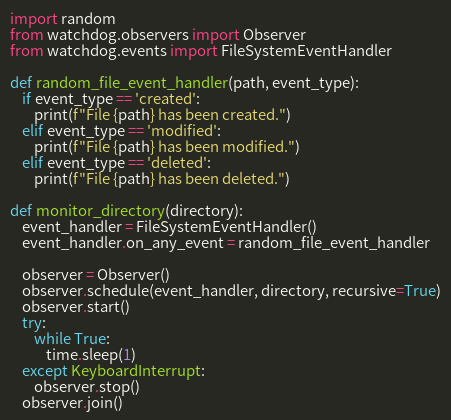 import random
from watchdog.observers import Observer
from watchdog.events import FileSystemEventHandler

def random_file_event_handler(path, event_type):
    if event_type == 'created':
        print(f"File {path} has been created.")
    elif event_type == 'modified':
        print(f"File {path} has been modified.")
    elif event_type == 'deleted':
        print(f"File {path} has been deleted.")

def monitor_directory(directory):
    event_handler = FileSystemEventHandler()
    event_handler.on_any_event = random_file_event_handler

    observer = Observer()
    observer.schedule(event_handler, directory, recursive=True)
    observer.start()
    try:
        while True:
            time.sleep(1)
    except KeyboardInterrupt:
        observer.stop()
    observer.join()